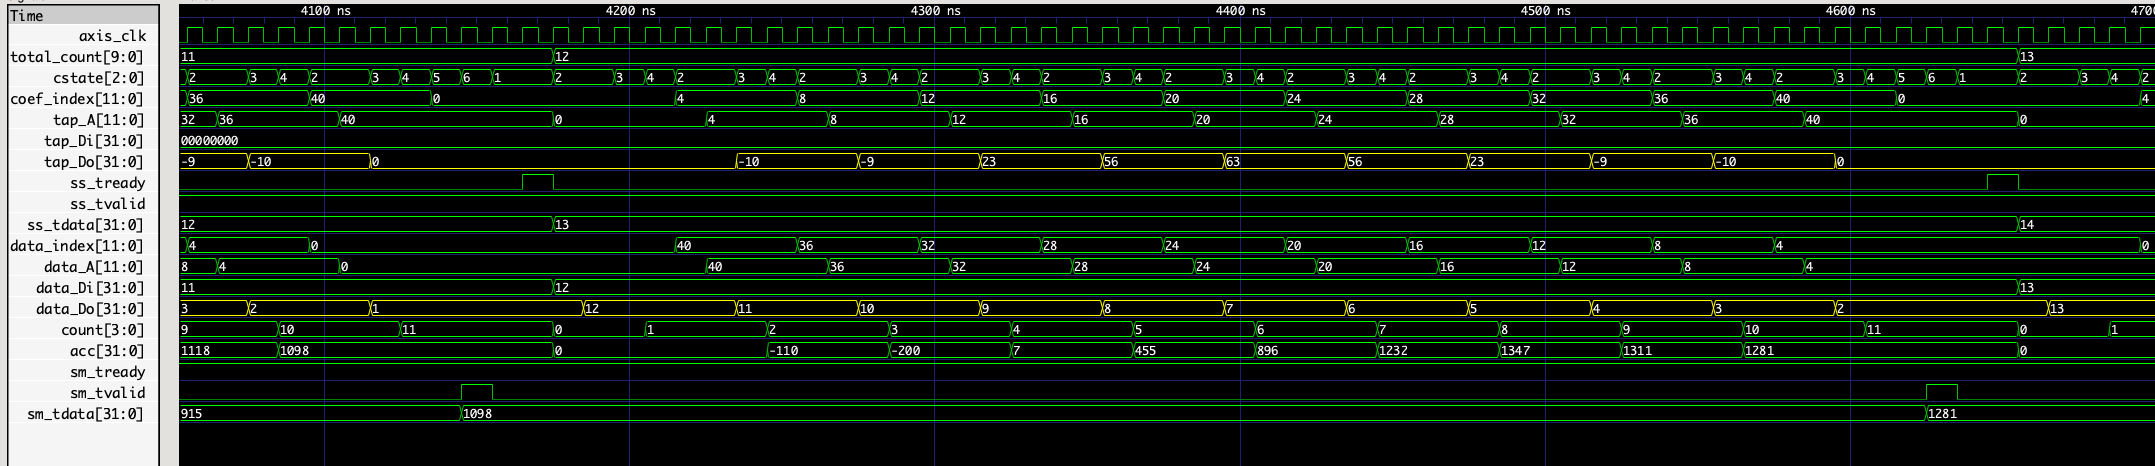 Time 4100 ns 4200 ns 4300 ns 4400 ns 4500 ns 4600 ns
axis_clk
total_count[9:0] 11 12 13
cstate[2:0] 2 3 4 2 3 4 5 6 1 2 3 4 2 3 4 2 3 4 2 3 4 2 3 4 2 3 4 2 3 4 2 3 4 2 3 4 2 3 4 2 3 4 2 3 4 5 6 1 2 3 4 2
coef_index[11:0] 36 40 0 4 8 12 16 20 24 28 32 36 40 0 4
tap_A[11:0] 32 36 40 0 4 8 12 16 20 24 28 32 36 40 0
tap_Di[31:0] 00000000
tap_Do[31:0] -9 -10 0 -10 -9 23 56 63 56 23 -9 -10 0
ss_tready
ss_tvalid
ss_tdata[31:0] 12 13 14
data_index[11:0] 4 0 40 36 32 28 24 20 16 12 8 4 0
data_A[11:0] 8 4 0 40 36 32 28 24 20 16 12 8 4
data_Di[31:0] 11 12 13
data_Do[31:0] 3 2 1 12 11 10 9 8 7 6 5 4 3 2 13
count[3:0] 9 10 11 0 1 2 3 4 5 6 7 8 9 10 11 0 1
acc[31:0] 1118 1098 0 -110 -200 7 455 896 1232 1347 1311 1281 0
sm_tready
sm_tvalid
sm_tdata[31:0] 915 1098 1281